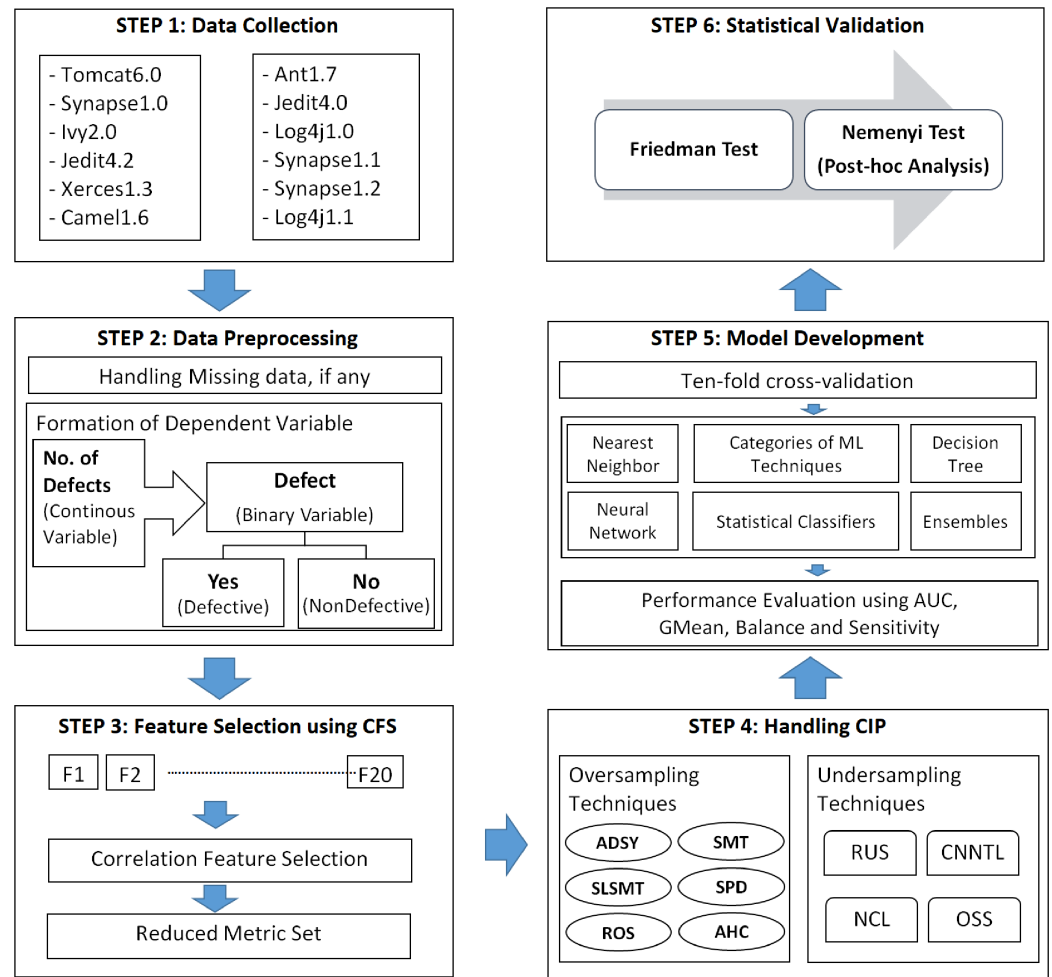 STEP 1: Data Collection
- Tomcat6.0
- Synapse1.0
- Ivy2.0
- Jedit4.2
- Xerces1.3
- Camel1.6
- Ant1.7
- Jedit4.0
- Log4j1.0
- Synapse1.1
- Synapse1.2
- Log4j1.1
STEP 2: Data Preprocessing
Handling Missing data, if any
Formation of Dependent Variable
No. of
Defects
(Continous
Variable)
Defect
(Binary Variable)
Yes
(Defective)
No
(NonDefective)
STEP 3: Feature Selection using CFS
F1
F2
F20
Correlation Feature Selection
Reduced Metric Set
STEP 4: Handling CIP
Oversampling
Techniques
ADSY
SMT
SLSMT
SPD
ROS
AHC
Undersampling
Techniques
RUS
CNNTL
NCL
OSS
STEP 5: Model Development
Ten-fold cross-validation
Nearest
Neighbor
Categories of ML
Techniques
Decision
Tree
Neural
Network
Statistical Classifiers
Ensembles
Performance Evaluation using AUC,
GMean, Balance and Sensitivity
STEP 6: Statistical Validation
Friedman Test
Nemenyi Test
(Post-hoc Analysis)